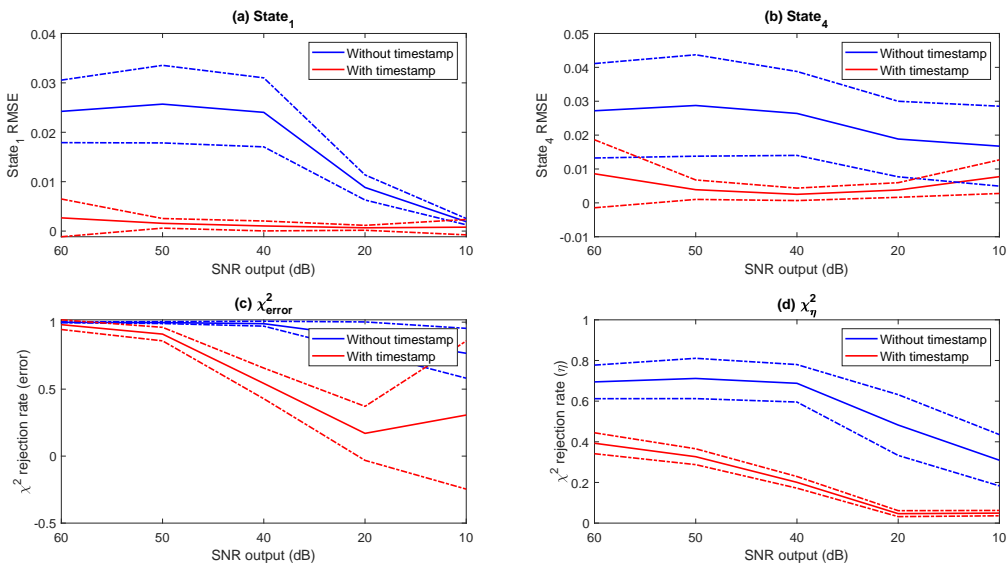 (a) State₁
0.04
0.03
0.02
0.01
0
State₁ RMSE
Without timestamp
With timestamp
60
50
40
20
10
SNR output (dB)
(b) State₄
0.05
0.04
0.03
0.02
0.01
0
-0.01
State₄ RMSE
Without timestamp
With timestamp
60
50
40
20
10
SNR output (dB)
(c) χ²error
1
0.5
0
-0.5
χ² rejection rate (error)
Without timestamp
With timestamp
60
50
40
20
10
SNR output (dB)
(d) χ²η
1
0.8
0.6
0.4
0.2
0
χ² rejection rate (η)
Without timestamp
With timestamp
60
50
40
20
10
SNR output (dB)